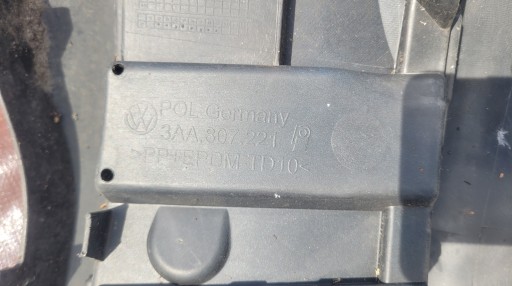 POL-Germany
3AA.807.221
>PP+EPDM TD10<